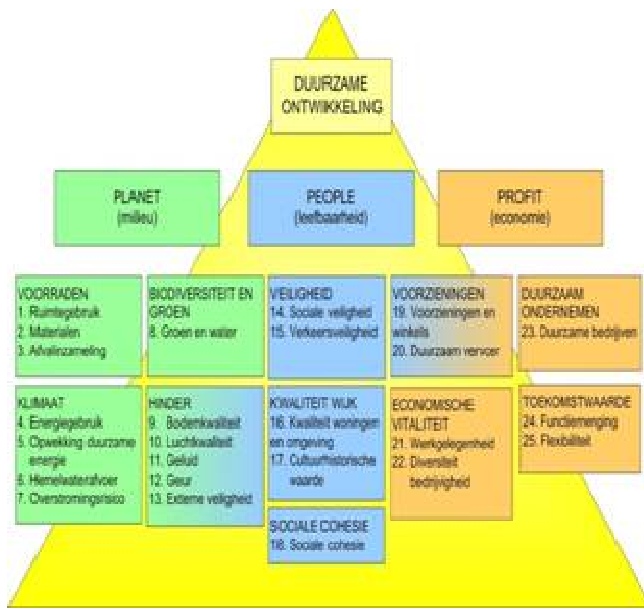 DUURZAME
ONTWIKKELING
PLANET
(milieu)
PEOPLE
(leefbaarheid)
PROFIT
(economie)
VOORRADEN
1. Ruimtegebruik
2. Materialen
3. Afvalinzameling
BIODIVERSITEIT EN
GROEN
8. Groen en water
VEILIGHEID
14. Sociale veiligheid
15. Verkeersveiligheid
VOORZIENINGEN
19. Voorzieningen en
winkels
20. Duurzaam vervoer
DUURZAAM
ONDERNEMEN
23. Duurzame bedrijven
KLIMAAT
4. Energiegebruik
5. Opwekking duurzame
energie
6. Hemelwaterafvoer
7. Overstromingsrisico
HINDER
9. Bodemkwaliteit
10. Luchtkwaliteit
11. Geluid
12. Geur
13. Externe veiligheid
KWALITEIT WIJK
16. Kwaliteit woningen
en omgeving
17. Cultuurhistorische
waarde
ECONOMISCHE
VITALITEIT
21. Werkgelegenheid
22. Diversiteit
bedrijvigheid
TOEKOMSTWAARDE
24. Functiemenging
25. Flexibiliteit
SOCIALE COHESIE
18. Sociale cohesie